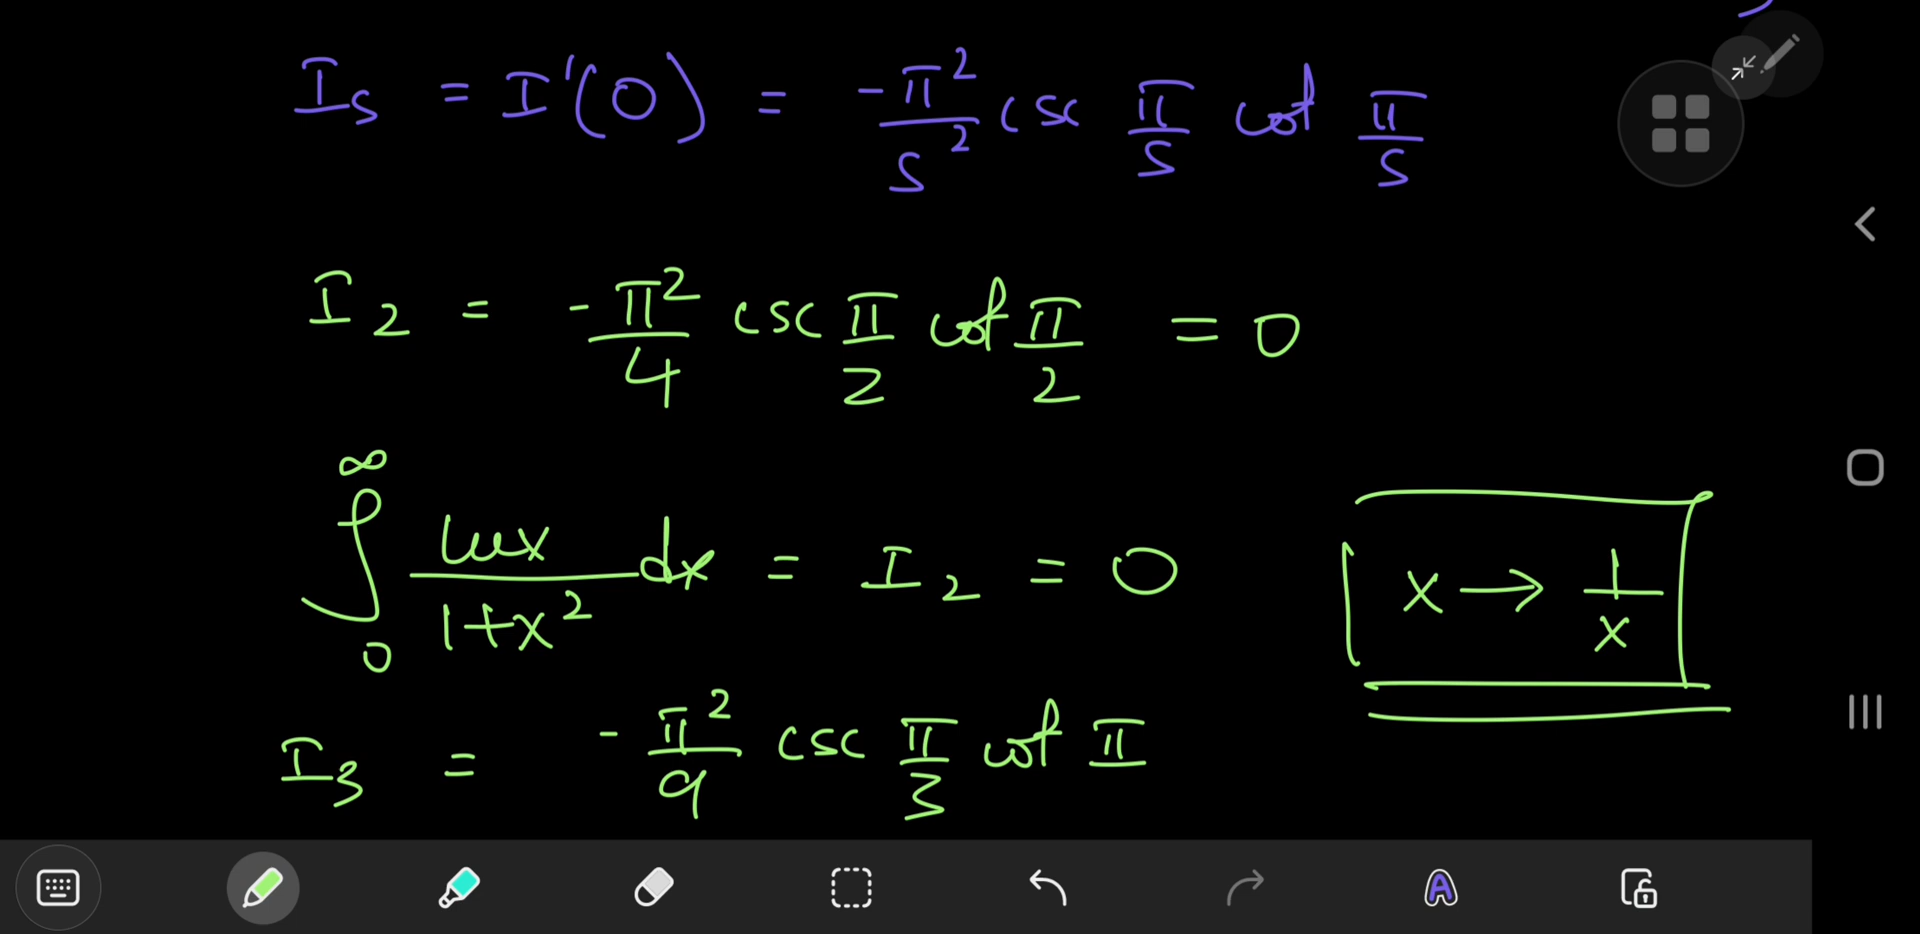 I_s = I'(0) = -π²/s² csc π/s cot π/s
I_2 = -π²/4 csc π/2 cot π/2 = 0
∫_0^∞ lnx/(1+x²) dx = I_2 = 0
[x → 1/x]
I_3 = -π²/9 csc π/3 cot π
A